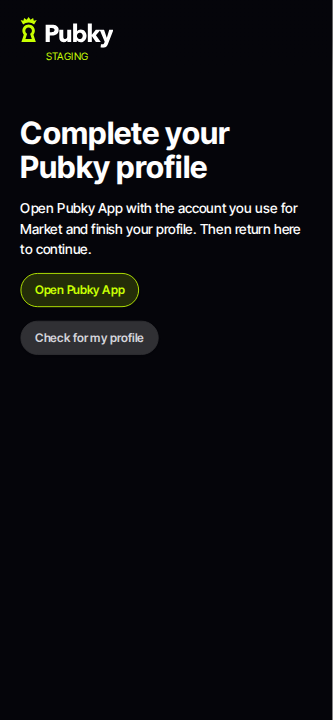 Pubky
STAGING
Complete your
Pubky profile
Open Pubky App with the account you use for
Market and finish your profile. Then return here
to continue.
Open Pubky App
Check for my profile